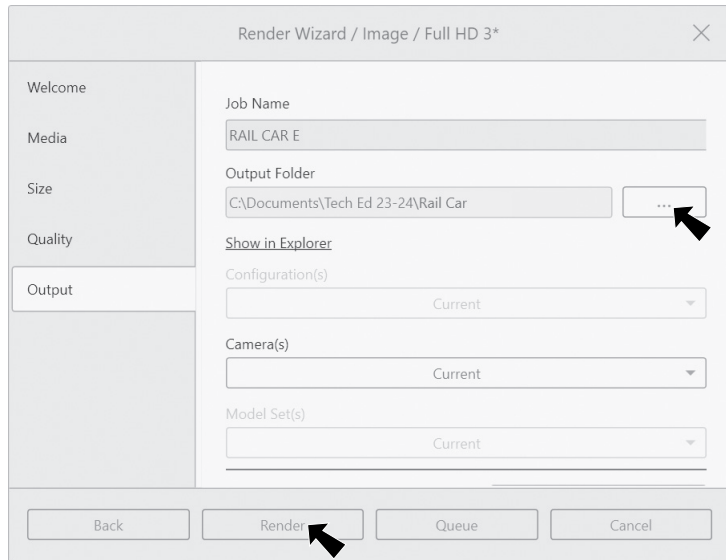 Render Wizard / Image / Full HD 3*
Welcome
Media
Size
Quality
Output
Job Name
RAIL CAR E
Output Folder
C:\Documents\Tech Ed 23-24\Rail Car
...
Show in Explorer
Configuration(s)
Current
Camera(s)
Current
Model Set(s)
Current
Back
Render
Queue
Cancel